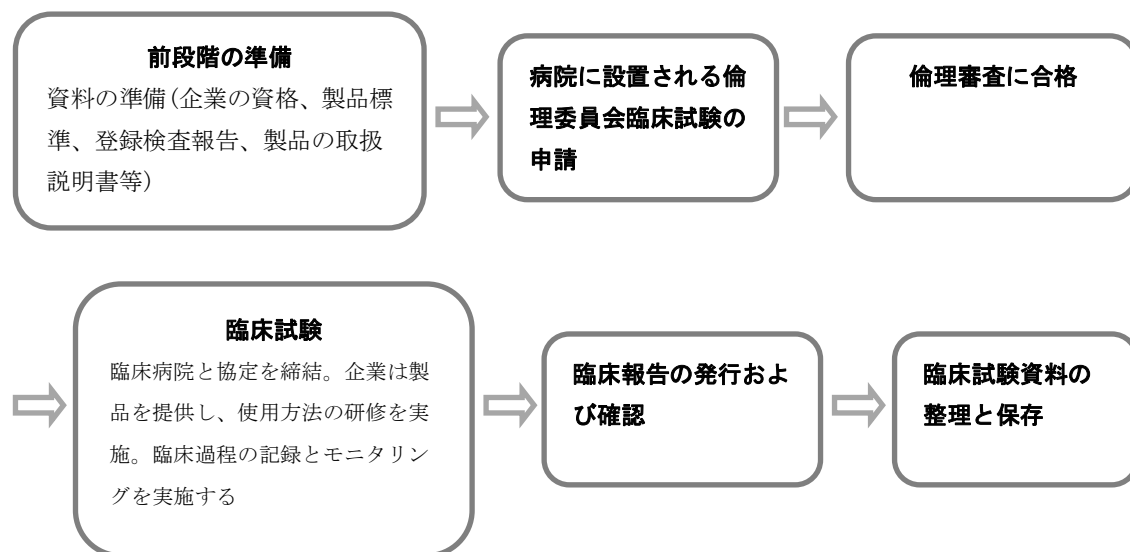 前段階の準備
資料の準備(企業の資格、製品標
準、登録検査報告、製品の取扱
説明書等)
病院に設置される倫
理委員会臨床試験の
申請
倫理審査に合格
臨床試験
臨床病院と協定を締結。企業は製
品を提供し、使用方法の研修を実
施。臨床過程の記録とモニタリン
グを実施する
臨床報告の発行およ
び確認
臨床試験資料の
整理と保存